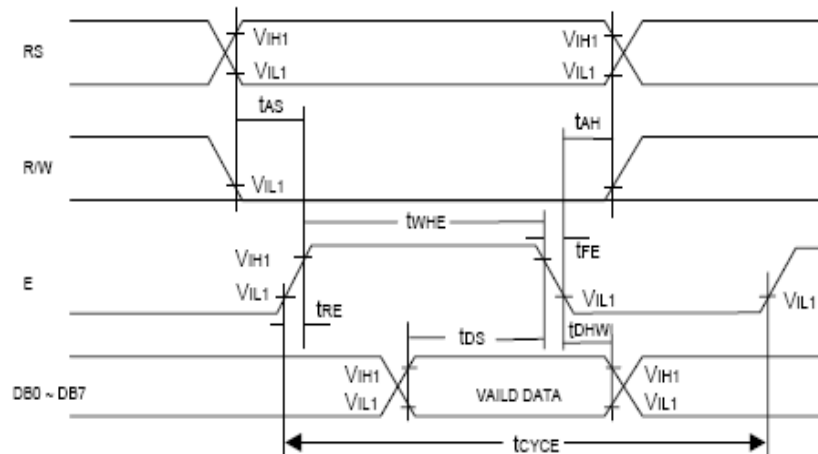 RS
VIH1
VIL1
VIH1
VIL1
tAS
tAH
R/W
VIL1
tWHE
tFE
E
VIH1
VIL1
tRE
VIL1
VIL1
tDS
tDHW
DB0 ~ DB7
VIH1
VIL1
VAILD DATA
VIH1
VIL1
tCYCE